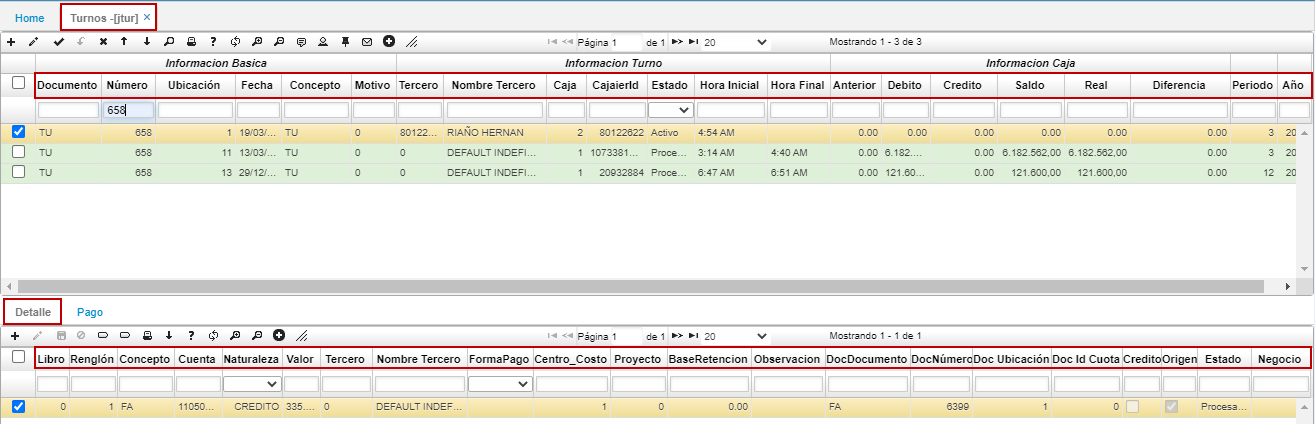 Home
Turnos -[jtur] ×
Página 1 de 1 20 Mostrando 1 - 3 de 3
Informacion Basica Informacion Turno Informacion Caja
Documento Número Ubicación Fecha Concepto Motivo Tercero Nombre Tercero Caja CajaierId Estado Hora Inicial Hora Final Anterior Debito Credito Saldo Real Diferencia Periodo Año
658
TU 658 1 19/03/... TU 0 80122... RIAÑO HERNAN 2 80122622 Activo 4:54 AM 0.00 0.00 0.00 0.00 0.00 0.00 3 20
TU 658 11 13/03/... TU 0 0 DEFAULT INDEFI... 1 1073381... Proce... 3:14 AM 4:40 AM 0.00 6.182.... 0.00 6.182.562,00 6.182.562,00 0.00 3 20
TU 658 13 29/12/... TU 0 0 DEFAULT INDEFI... 1 20932884 Proce... 6:47 AM 6:51 AM 0.00 121.60... 0.00 121.600,00 121.600,00 0.00 12 20
Detalle Pago
Página 1 de 1 20 Mostrando 1 - 1 de 1
Libro Renglón Concepto Cuenta Naturaleza Valor Tercero Nombre Tercero FormaPago Centro_Costo Proyecto BaseRetencion Observacion DocDocumento DocNúmero Doc Ubicación Doc Id Cuota Credito Origen Estado Negocio
0 1 FA 11050... CREDITO 335.... 0 DEFAULT INDEF... 1 0 0.00 FA 6399 1 0 Procesa...